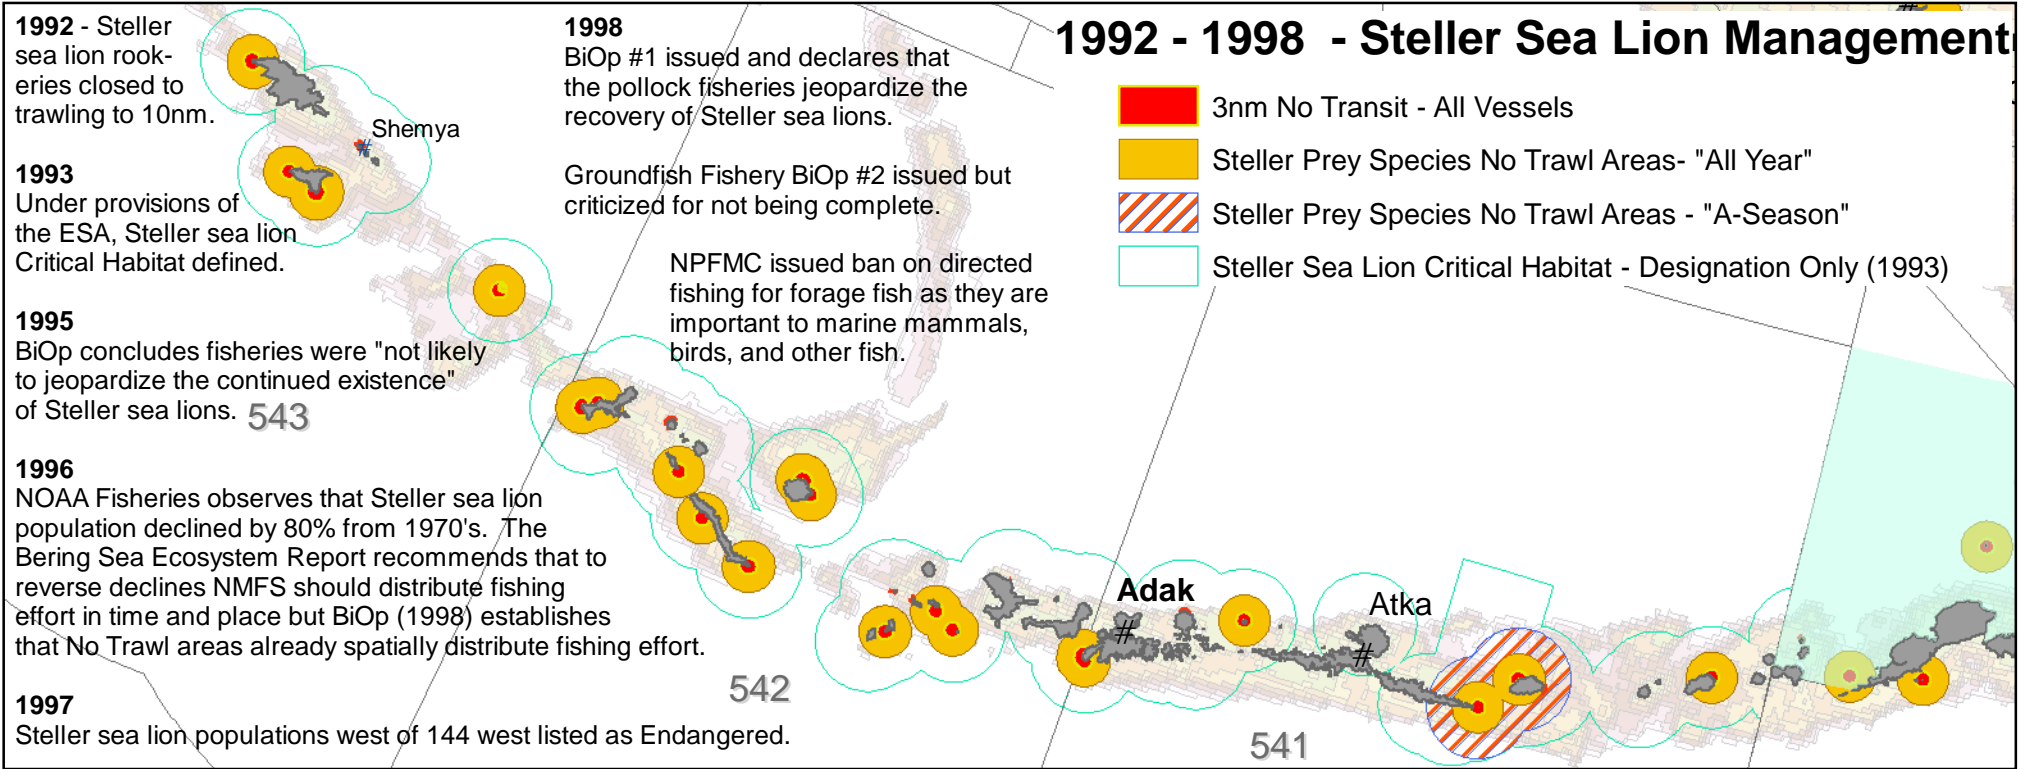 1992 - 1998 - Steller Sea Lion Management
3nm No Transit - All Vessels
Steller Prey Species No Trawl Areas- "All Year"
Steller Prey Species No Trawl Areas - "A-Season"
Steller Sea Lion Critical Habitat - Designation Only (1993)
1992 - Steller
sea lion rook-
eries closed to
trawling to 10nm.
1993
Under provisions of
the ESA, Steller sea lion
Critical Habitat defined.
1995
BiOp concludes fisheries were "not likely
to jeopardize the continued existence"
of Steller sea lions.
1996
NOAA Fisheries observes that Steller sea lion
population declined by 80% from 1970's. The
Bering Sea Ecosystem Report recommends that to
reverse declines NMFS should distribute fishing
effort in time and place but BiOp (1998) establishes
that No Trawl areas already spatially distribute fishing effort.
1997
Steller sea lion populations west of 144 west listed as Endangered.
1998
BiOp #1 issued and declares that
the pollock fisheries jeopardize the
recovery of Steller sea lions.
Groundfish Fishery BiOp #2 issued but
criticized for not being complete.
NPFMC issued ban on directed
fishing for forage fish as they are
important to marine mammals,
birds, and other fish.
Shemya
#
543
542
Adak
#
Atka
#
541
#